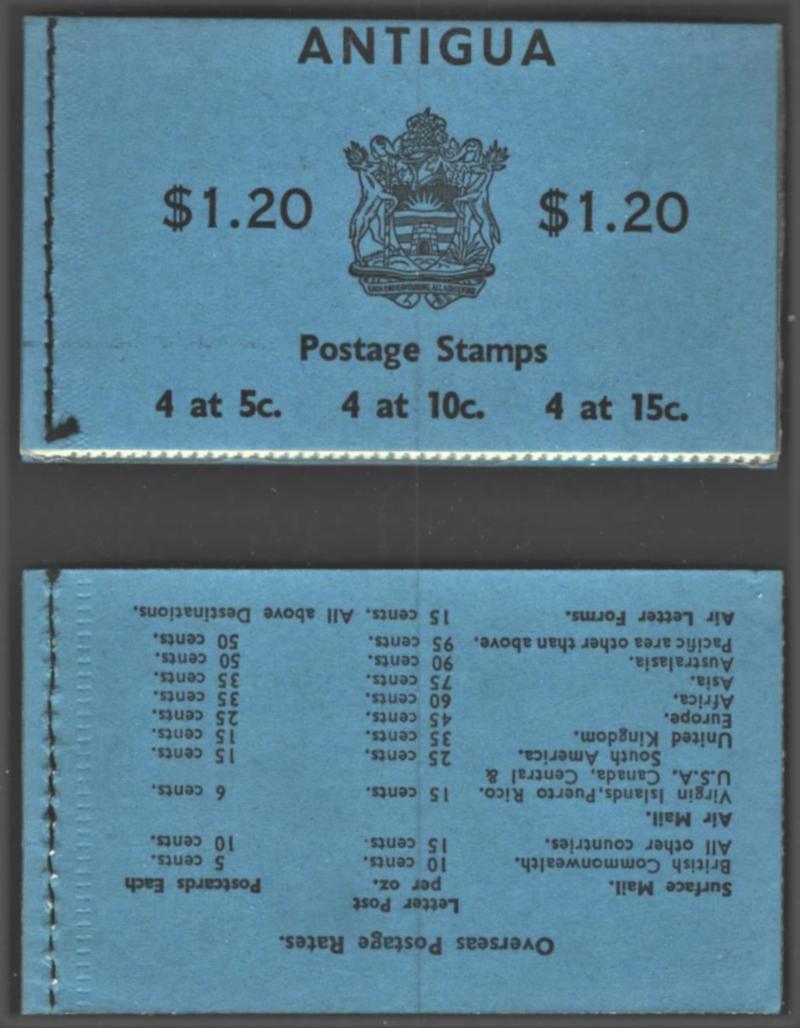 ANTIGUA
$1.20 $1.20
EACH ENDEAVOURING ALL ACHIEVING
Postage Stamps
4 at 5c. 4 at 10c. 4 at 15c.
Overseas Postage Rates.
Letter Post
Surface Mail. per oz. Postcards Each
British Commonwealth. 10 cents. 5 cents.
All other countries. 15 cents. 10 cents.
Air Mail.
Virgin Islands, Puerto Rico. 15 cents. 6 cents.
U.S.A. Canada, Central &
South America. 25 cents. 15 cents.
United Kingdom. 35 cents. 15 cents.
Europe. 45 cents. 25 cents.
Africa. 60 cents. 35 cents.
Asia. 75 cents. 35 cents.
Australasia. 90 cents. 50 cents.
Pacific area other than above. 95 cents. 50 cents.
Air Letter Forms. 15 cents. All above Destinations.